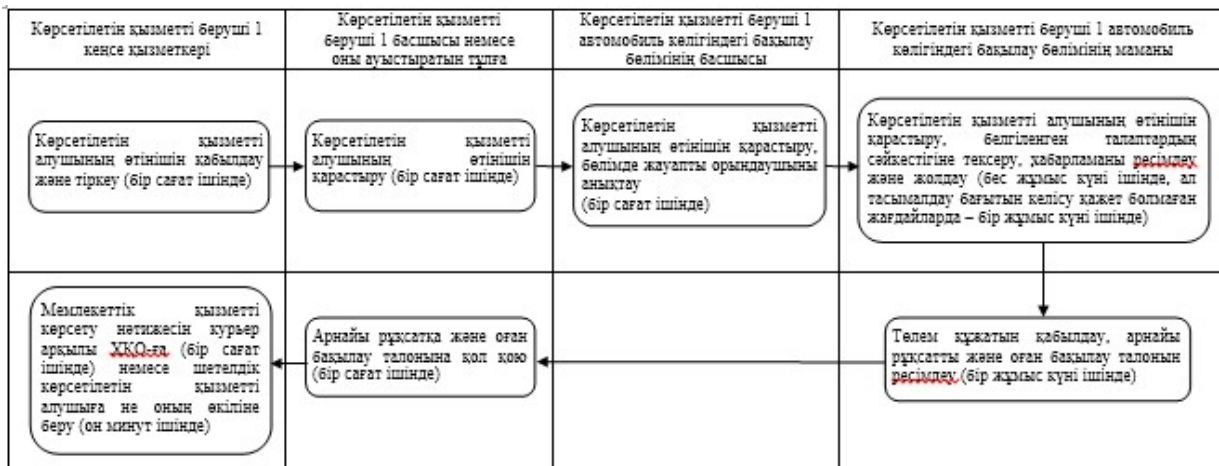 Көрсетілетін қызметті беруші 1
кеңсе қызметкері
Көрсетілетін қызметті
беруші 1 басшысы немесе
оны ауыстыратын тұлға
Көрсетілетін қызметті беруші 1
автомобиль көлігіндегі бақылау
бөлімінің басшысы
Көрсетілетін қызметті беруші 1 автомобиль
көлігіндегі бақылау бөлімінің маманы
Көрсетілетін қызметті
алушының өтінішін қабылдау
және тіркеу (бір сағат ішінде)
Көрсетілетін қызметті
алушының өтінішін
қарастыру (бір сағат ішінде)
Көрсетілетін қызметті
алушының өтінішін қарастыру,
бөлімде жауапты орындаушыны
анықтау
(бір сағат ішінде)
Көрсетілетін қызметті алушының өтінішін
қарастыру, белгіленген талаптардың
сәйкестігіне тексеру, хабарламаны ресімдеу
және жолдау (бес жұмыс күні ішінде, ал
тасымалдау бағытын келісу қажет болмаған
жағдайларда – бір жұмыс күні ішінде)
Мемлекеттік қызметті
көрсету нәтижесін курьер
арқылы ХҚО-ға (бір сағат
ішінде) немесе шетелдік
көрсетілетін қызметті
алушыға не оның өкіліне
беру (он минут ішінде)
Арнайы рұқсатқа және оған
бақылау талонына қол қою
(бір сағат ішінде)
Төлем құжатын қабылдау, арнайы
рұқсатты және оған бақылау талонын
ресімдеу (бір жұмыс күні ішінде)